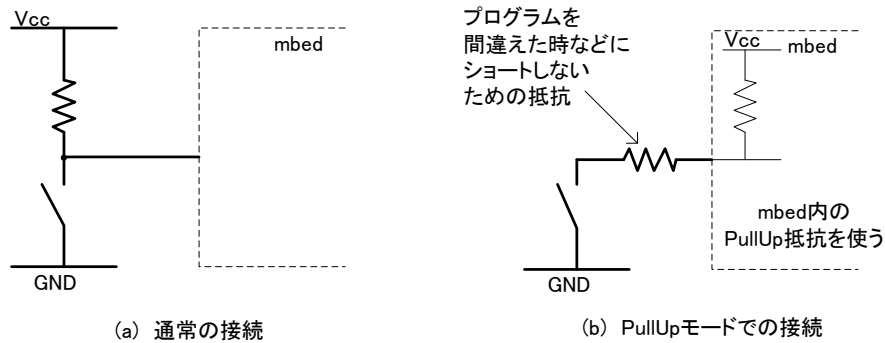 Vcc
mbed
GND
(a) 通常の接続
プログラムを
間違えた時などに
ショートしない
ための抵抗
Vcc
mbed
mbed内の
PullUp抵抗を使う
GND
(b) PullUpモードでの接続